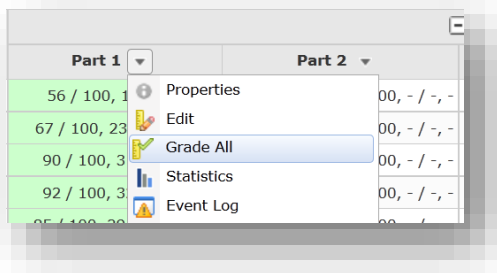 Part 1 Part 2
Properties
Edit
Grade All
Statistics
Event Log
56 / 100, 1 00, - / -, -
67 / 100, 23 00, - / -, -
90 / 100, 3 00, - / -, -
92 / 100, 3 00, - / -, -